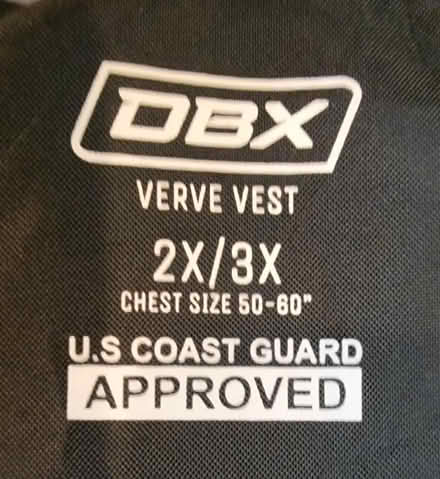 DBX
VERVE VEST
2X/3X
CHEST SIZE 50-60"
U.S COAST GUARD
APPROVED